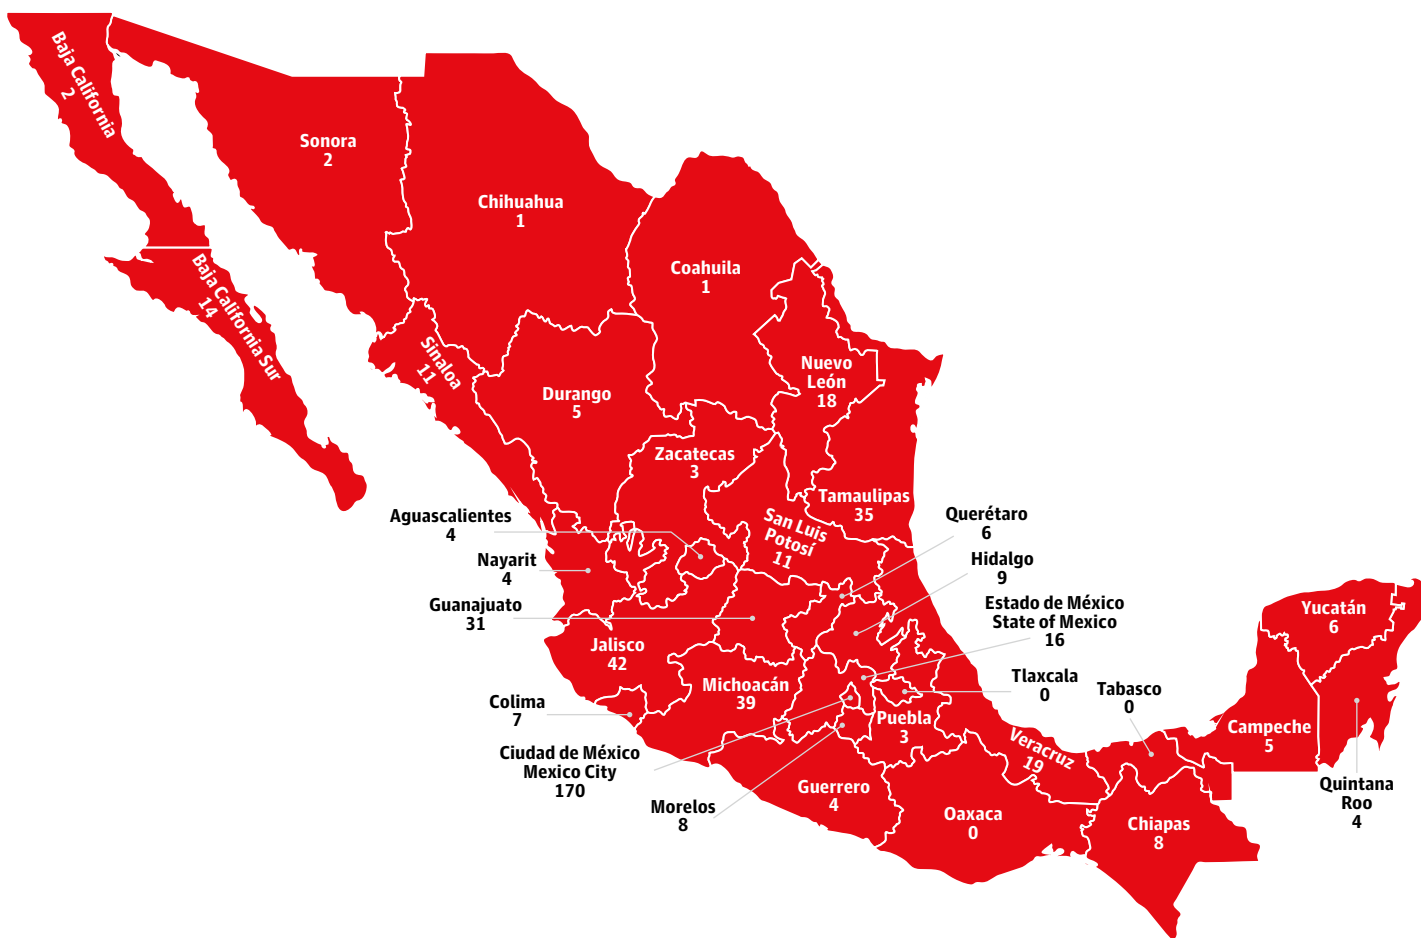 Baja California
2
Sonora
2
Chihuahua
1
Coahuila
1
Baja California Sur
14
Sinaloa
11
Durango
5
Nuevo
León
18
Zacatecas
3
Tamaulipas
35
San Luis
Potosí
11
Aguascalientes
4
Nayarit
4
Guanajuato
31
Querétaro
6
Hidalgo
9
Estado de México
State of Mexico
16
Jalisco
42
Michoacán
39
Colima
7
Ciudad de México
Mexico City
170
Morelos
8
Tlaxcala
0
Puebla
3
Tabasco
0
Veracruz
19
Guerrero
4
Oaxaca
0
Chiapas
8
Yucatán
6
Campeche
5
Quintana
Roo
4